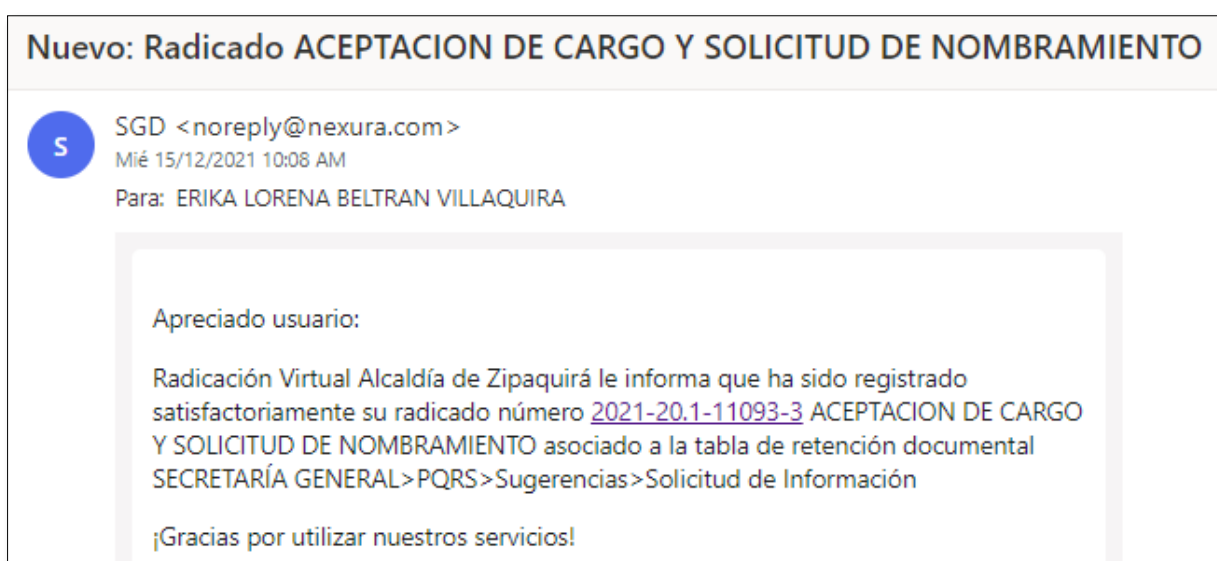 Nuevo: Radicado ACEPTACION DE CARGO Y SOLICITUD DE NOMBRAMIENTO
S
SGD <noreply@nexura.com>
Mié 15/12/2021 10:08 AM
Para: ERIKA LORENA BELTRAN VILLAQUIRA
Apreciado usuario:
Radicación Virtual Alcaldía de Zipaquirá le informa que ha sido registrado
satisfactoriamente su radicado número 2021-20.1-11093-3 ACEPTACION DE CARGO
Y SOLICITUD DE NOMBRAMIENTO asociado a la tabla de retención documental
SECRETARÍA GENERAL>PQRS>Sugerencias>Solicitud de Información
¡Gracias por utilizar nuestros servicios!